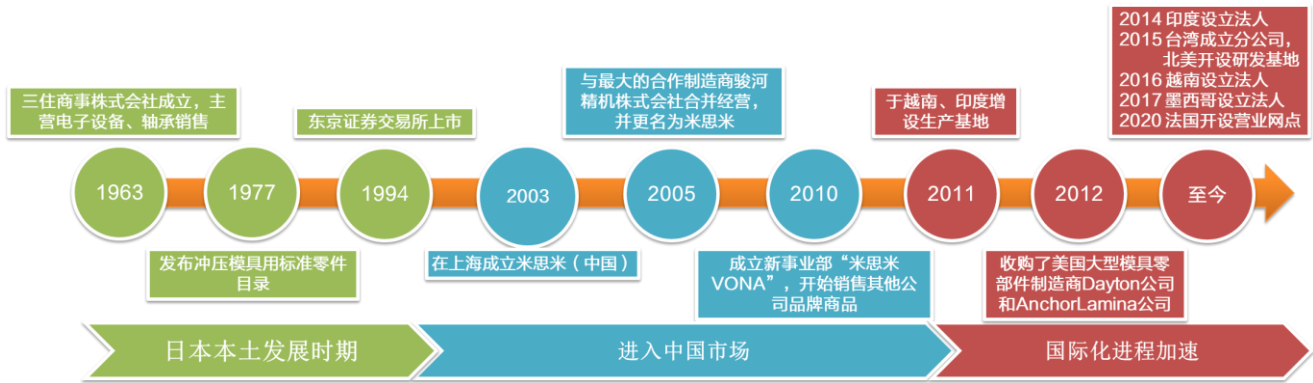 2014 印度设立法人
2015 台湾成立分公司，
北美开设研发基地
2016 越南设立法人
2017 墨西哥设立法人
2020 法国开设营业网点
三住商事株式会社成立，主
营电子设备、轴承销售
东京证券交易所上市
与最大的合作制造商骏河
精机株式会社合并经营，
并更名为米思米
于越南、印度增
设生产基地
1963
1977
1994
2003
2005
2010
2011
2012
至今
发布冲压模具用标准零件
目录
在上海成立米思米（中国）
成立新事业部“米思米
VONA”，开始销售其他公
司品牌商品
收购了美国大型模具零
部件制造商Dayton公司
和AnchorLamina公司
日本本土发展时期
进入中国市场
国际化进程加速